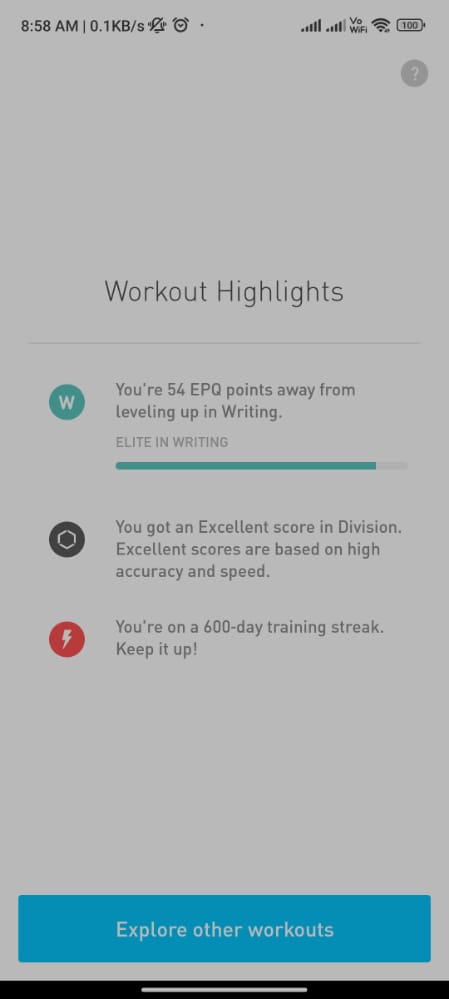 8:58 AM | 0.1KB/s
Vo
WiFi
100
?
Workout Highlights
W
You're 54 EPQ points away from
leveling up in Writing.
ELITE IN WRITING
You got an Excellent score in Division.
Excellent scores are based on high
accuracy and speed.
You're on a 600-day training streak.
Keep it up!
Explore other workouts